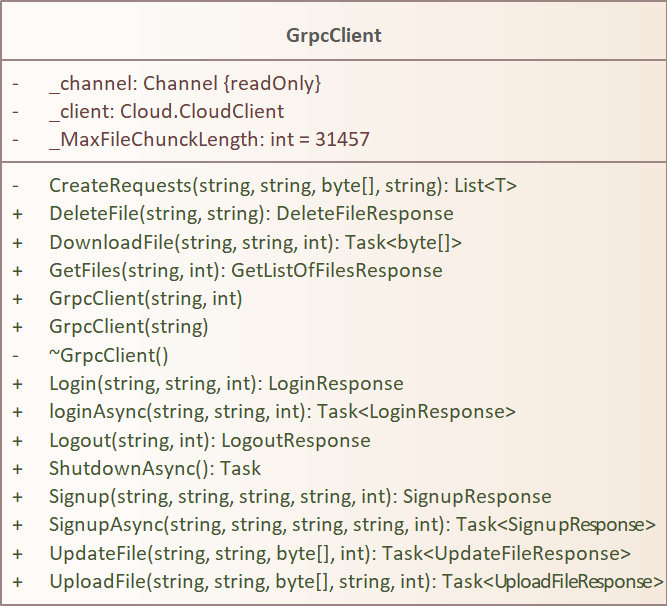 GrpcClient
- _channel: Channel {readOnly}
- _client: Cloud.CloudClient
- _MaxFileChunckLength: int = 31457
- CreateRequests(string, string, byte[], string): List<T>
+ DeleteFile(string, string): DeleteFileResponse
+ DownloadFile(string, string, int): Task<byte[]>
+ GetFiles(string, int): GetListOfFilesResponse
+ GrpcClient(string, int)
+ GrpcClient(string)
- ~GrpcClient()
+ Login(string, string, int): LoginResponse
+ loginAsync(string, string, int): Task<LoginResponse>
+ Logout(string, int): LogoutResponse
+ ShutdownAsync(): Task
+ Signup(string, string, string, string, int): SignupResponse
+ SignupAsync(string, string, string, string, int): Task<SignupResponse>
+ UpdateFile(string, string, byte[], int): Task<UpdateFileResponse>
+ UploadFile(string, string, byte[], string, int): Task<UploadFileResponse>